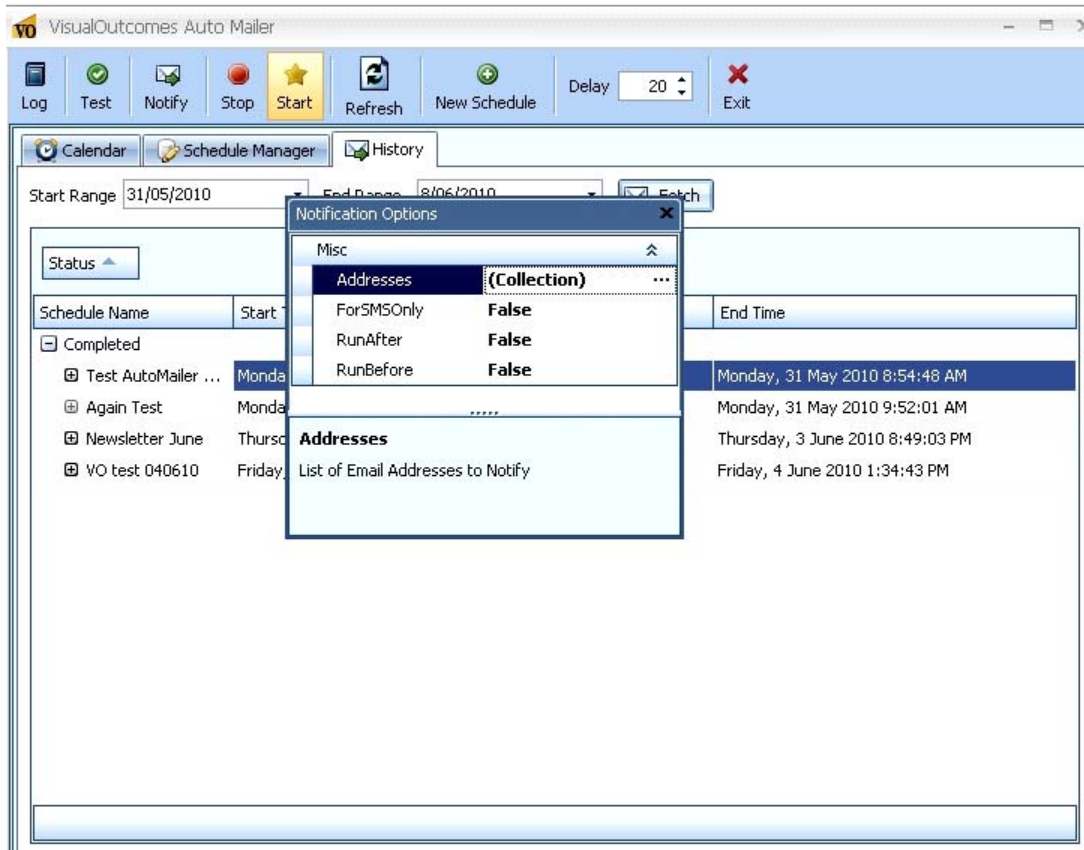 VO VisualOutcomes Auto Mailer
Log Test Notify Stop Start Refresh New Schedule Delay 20 Exit
Calendar Schedule Manager History
Start Range 31/05/2010 End Range 8/06/2010 Fetch
Notification Options
Misc
Addresses (Collection) ...
ForSMSOnly False
RunAfter False
RunBefore False
Addresses
List of Email Addresses to Notify
Status
Schedule Name Start End Time
Completed
Test AutoMailer ... Monday, 31 May 2010 8:54:48 AM
Again Test Monday, 31 May 2010 9:52:01 AM
Newsletter June Thursday, 3 June 2010 8:49:03 PM
VO test 040610 Friday, Friday, 4 June 2010 1:34:43 PM